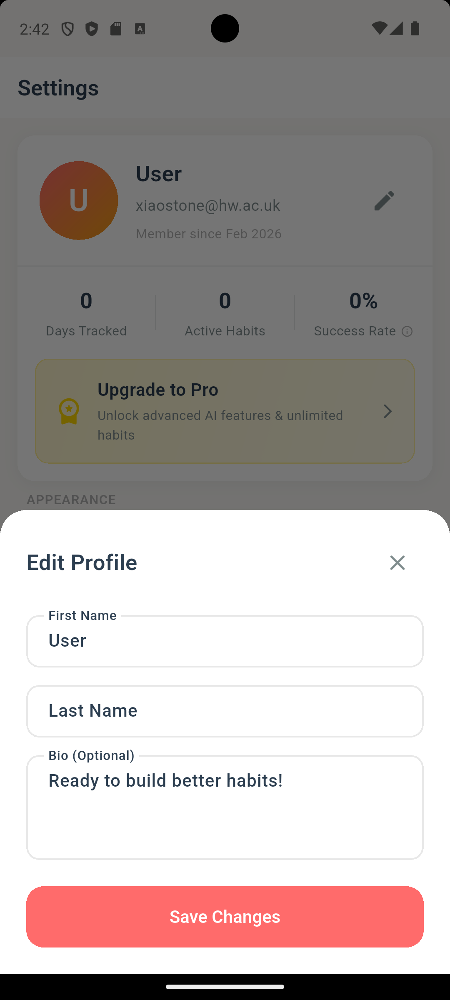 2:42
Settings
U
User
xiaostone@hw.ac.uk
Member since Feb 2026
0
Days Tracked
0
Active Habits
0%
Success Rate
Upgrade to Pro
Unlock advanced AI features & unlimited
habits
APPEARANCE
Edit Profile
First Name
User
Last Name
Bio (Optional)
Ready to build better habits!
Save Changes